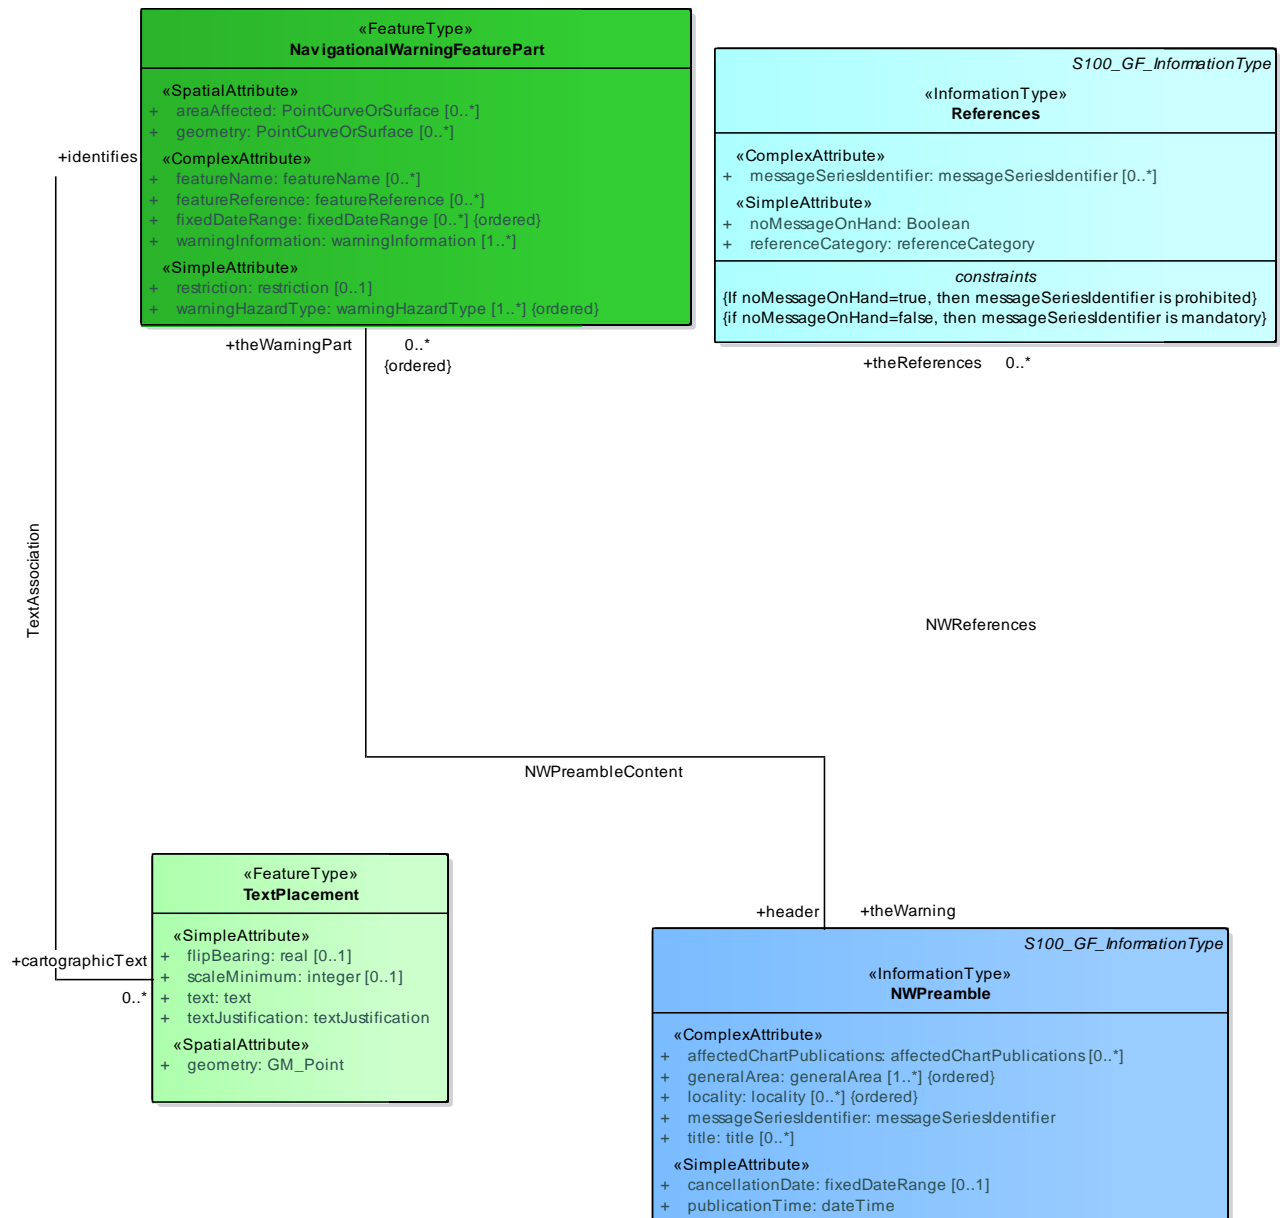 «FeatureType»
NavigationalWarningFeaturePart
«SpatialAttribute»
+ areaAffected: PointCurveOrSurface [0..*]
+ geometry: PointCurveOrSurface [0..*]
«ComplexAttribute»
+ featureName: featureName [0..*]
+ featureReference: featureReference [0..*]
+ fixedDateRange: fixedDateRange [0..*] {ordered}
+ warningInformation: warningInformation [1..*]
«SimpleAttribute»
+ restriction: restriction [0..1]
+ warningHazardType: warningHazardType [1..*] {ordered}
S100_GF_InformationType
«InformationType»
References
«ComplexAttribute»
+ messageSeriesIdentifier: messageSeriesIdentifier [0..*]
«SimpleAttribute»
+ noMessageOnHand: Boolean
+ referenceCategory: referenceCategory
constraints
{If noMessageOnHand=true, then messageSeriesIdentifier is prohibited}
{if noMessageOnHand=false, then messageSeriesIdentifier is mandatory}
+identifies
+theWarningPart 0..*
{ordered}
+theReferences 0..*
TextAssociation
NWReferences
NWPreambleContent
«FeatureType»
TextPlacement
«SimpleAttribute»
+ flipBearing: real [0..1]
+ scaleMinimum: integer [0..1]
+ text: text
+ textJustification: textJustification
«SpatialAttribute»
+ geometry: GM_Point
+cartographicText
0..*
+header +theWarning
S100_GF_InformationType
«InformationType»
NWPreamble
«ComplexAttribute»
+ affectedChartPublications: affectedChartPublications [0..*]
+ generalArea: generalArea [1..*] {ordered}
+ locality: locality [0..*] {ordered}
+ messageSeriesIdentifier: messageSeriesIdentifier
+ title: title [0..*]
«SimpleAttribute»
+ cancellationDate: fixedDateRange [0..1]
+ publicationTime: dateTime